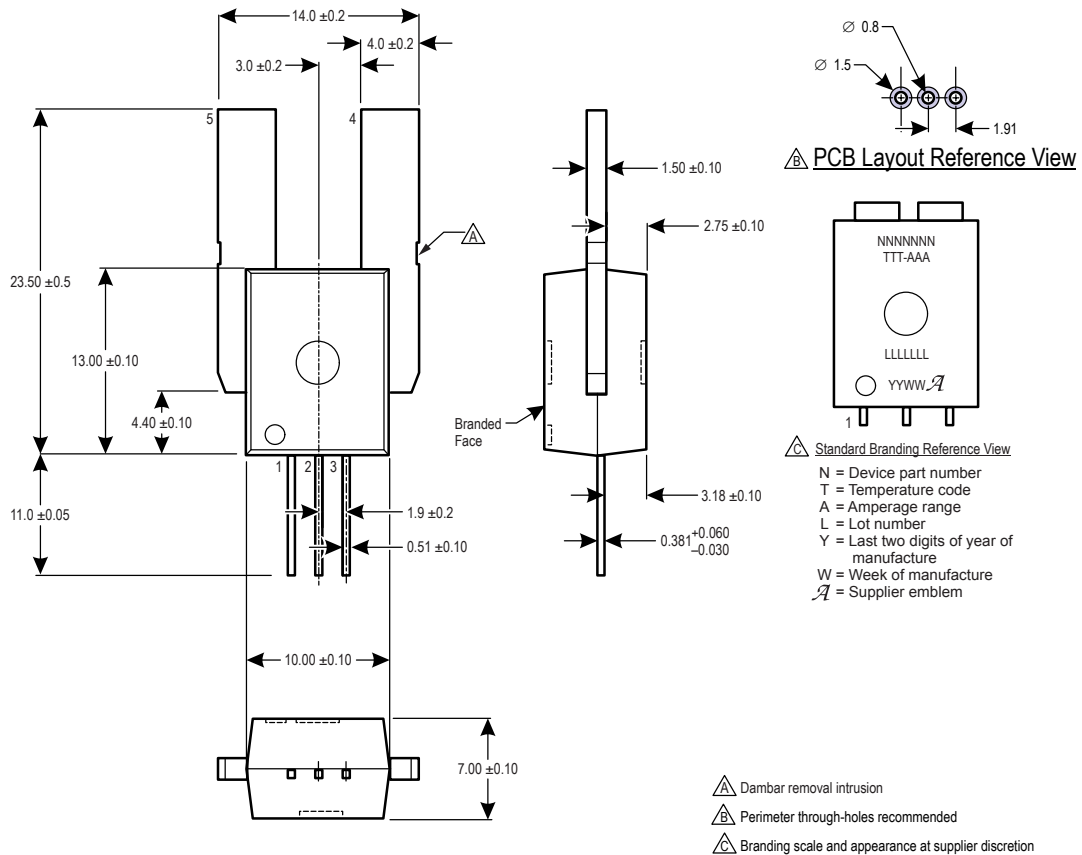 14.0 ±0.2
4.0 ±0.2
3.0 ±0.2
5
4
A
23.50 ±0.5
13.00 ±0.10
4.40 ±0.10
1
2
3
11.0 ±0.05
1.9 ±0.2
0.51 ±0.10
10.00 ±0.10
7.00 ±0.10
1.50 ±0.10
2.75 ±0.10
Branded
Face
3.18 ±0.10
0.381 +0.060
–0.030
Ø 0.8
Ø 1.5
1.91
B PCB Layout Reference View
NNNNNNN
TTT-AAA
LLLLLLL
YYWW A
1
C Standard Branding Reference View
N = Device part number
T = Temperature code
A = Amperage range
L = Lot number
Y = Last two digits of year of
manufacture
W = Week of manufacture
A = Supplier emblem
A Dambar removal intrusion
B Perimeter through-holes recommended
C Branding scale and appearance at supplier discretion